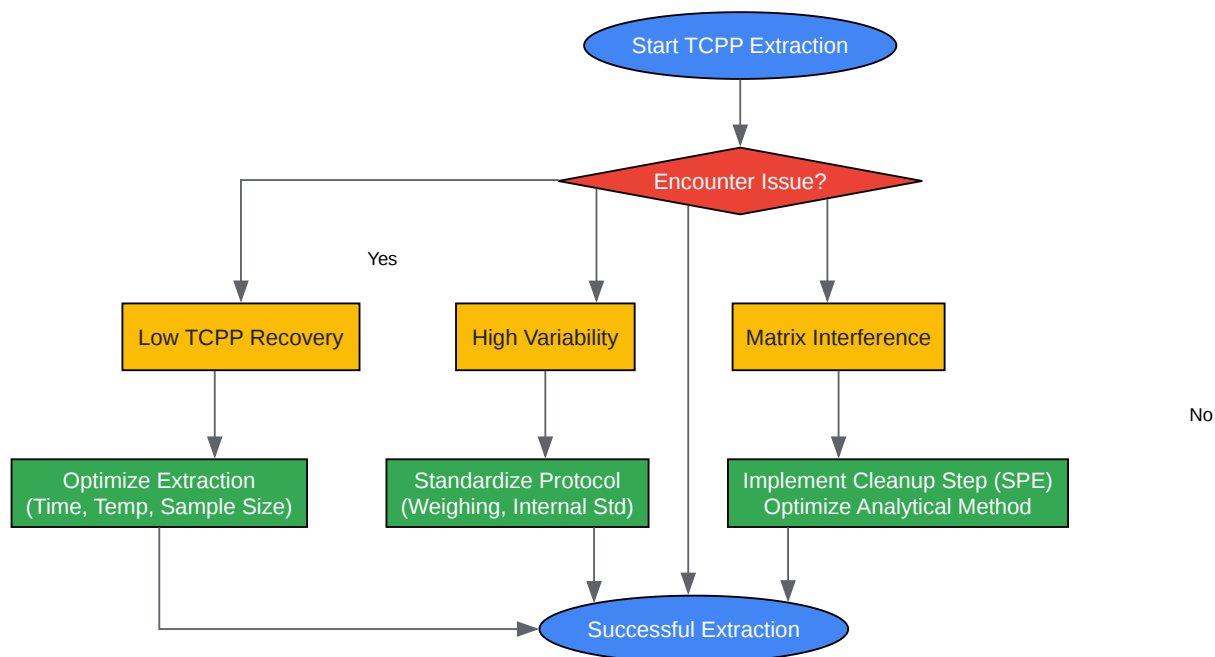 Start TCPP Extraction
Encounter Issue?
Yes
Low TCPP Recovery
High Variability
Matrix Interference
No
Optimize Extraction
(Time, Temp, Sample Size)
Standardize Protocol
(Weighing, Internal Std)
Implement Cleanup Step (SPE)
Optimize Analytical Method
Successful Extraction